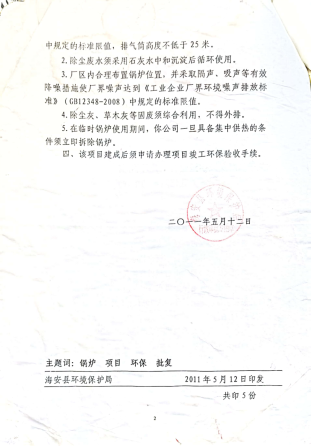 中规定的标准限值，排气筒高度不低于 25 米。
2.除尘废水须采用石灰水中和沉淀后循环使用。
3.厂区内合理布置锅炉位置，并采取隔声、吸声等有效
降噪措施使厂界噪声达到《工业企业厂界环境噪声排放标
准》（GB12348-2008）中规定的标准限值。
4.除尘灰、草木灰等固废须综合利用，不得外排。
5.在临时锅炉使用期间，你公司一旦具备集中供热的条
件须立即拆除锅炉。
四、该项目建成后须申请办理项目竣工环保验收手续。
二〇一一年五月十二日
主题词：锅炉 项目 环保 批复
海安县环境保护局 2011 年 5 月 12 日印发
共印 5 份
2